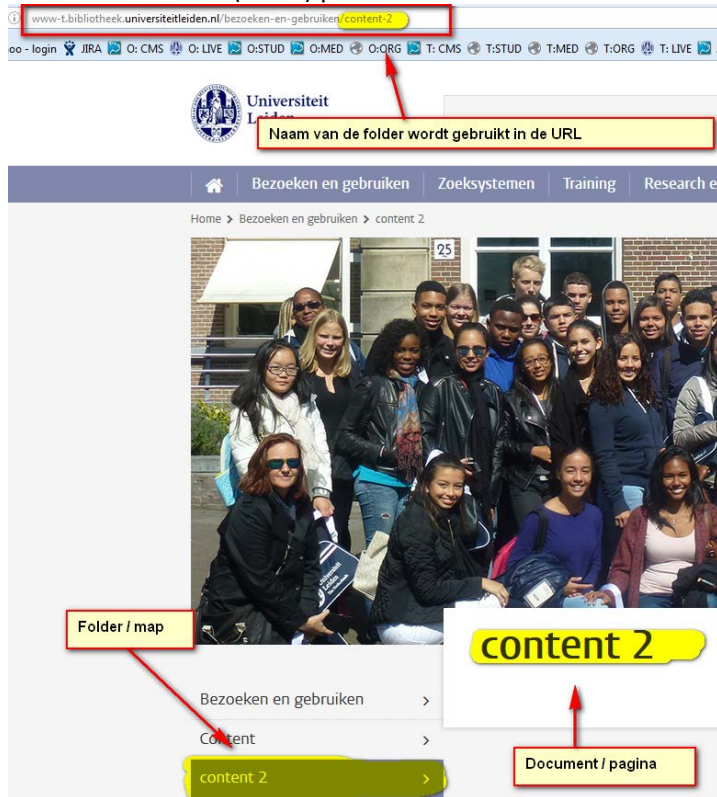 www-t.bibliotheek.universiteitleiden.nl/bezoeken-en-gebruiken/content-2
oo - login JIRA O: CMS O: LIVE O:STUD O:MED O:ORG T: CMS T:STUD T:MED T:ORG T: LIVE
Universiteit
Leiden
Naam van de folder wordt gebruikt in de URL
Bezoeken en gebruiken Zoeksystemen Training Research e
Home > Bezoeken en gebruiken > content 2
25
Folder / map
content 2
Bezoeken en gebruiken >
Content >
Document / pagina
content 2 >